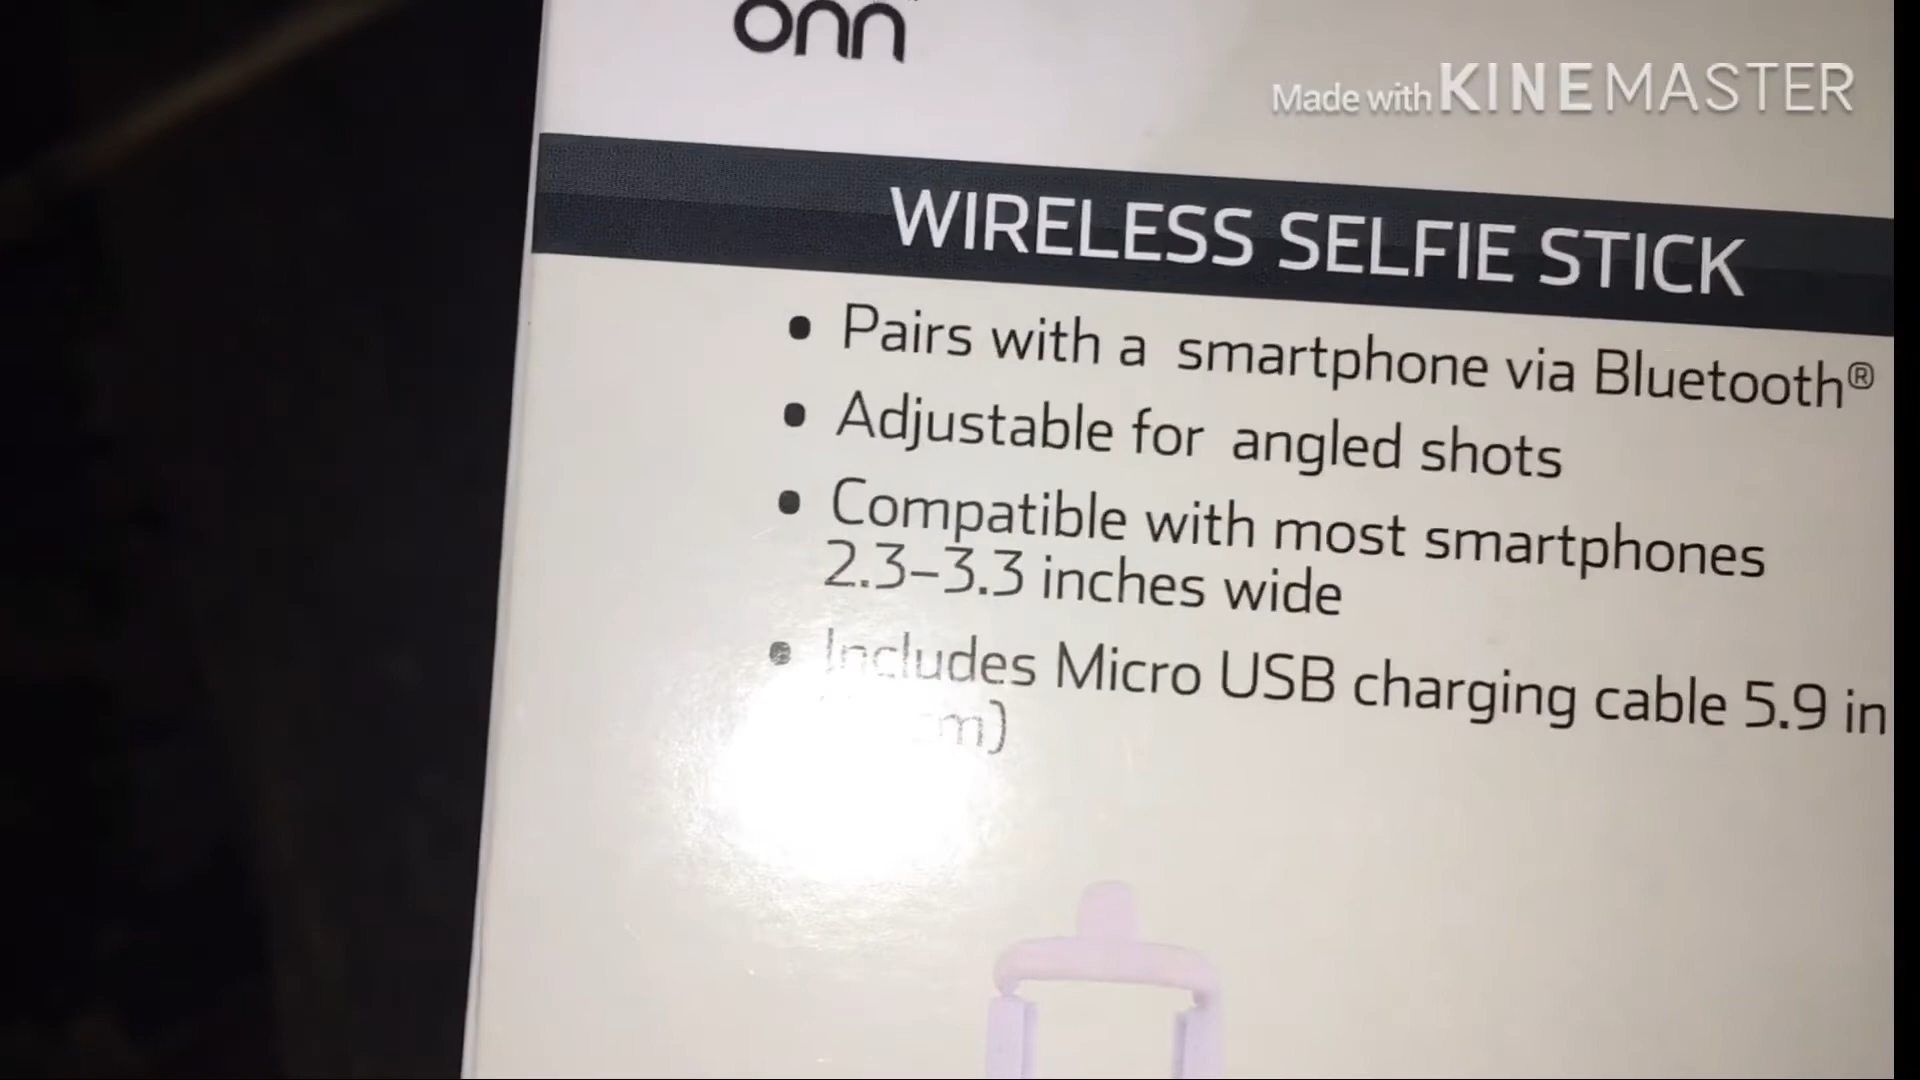 onn
Made with KINEMASTER
WIRELESS SELFIE STICK
• Pairs with a smartphone via Bluetooth®
• Adjustable for angled shots
• Compatible with most smartphones
2.3–3.3 inches wide
• Includes Micro USB charging cable 5.9 in